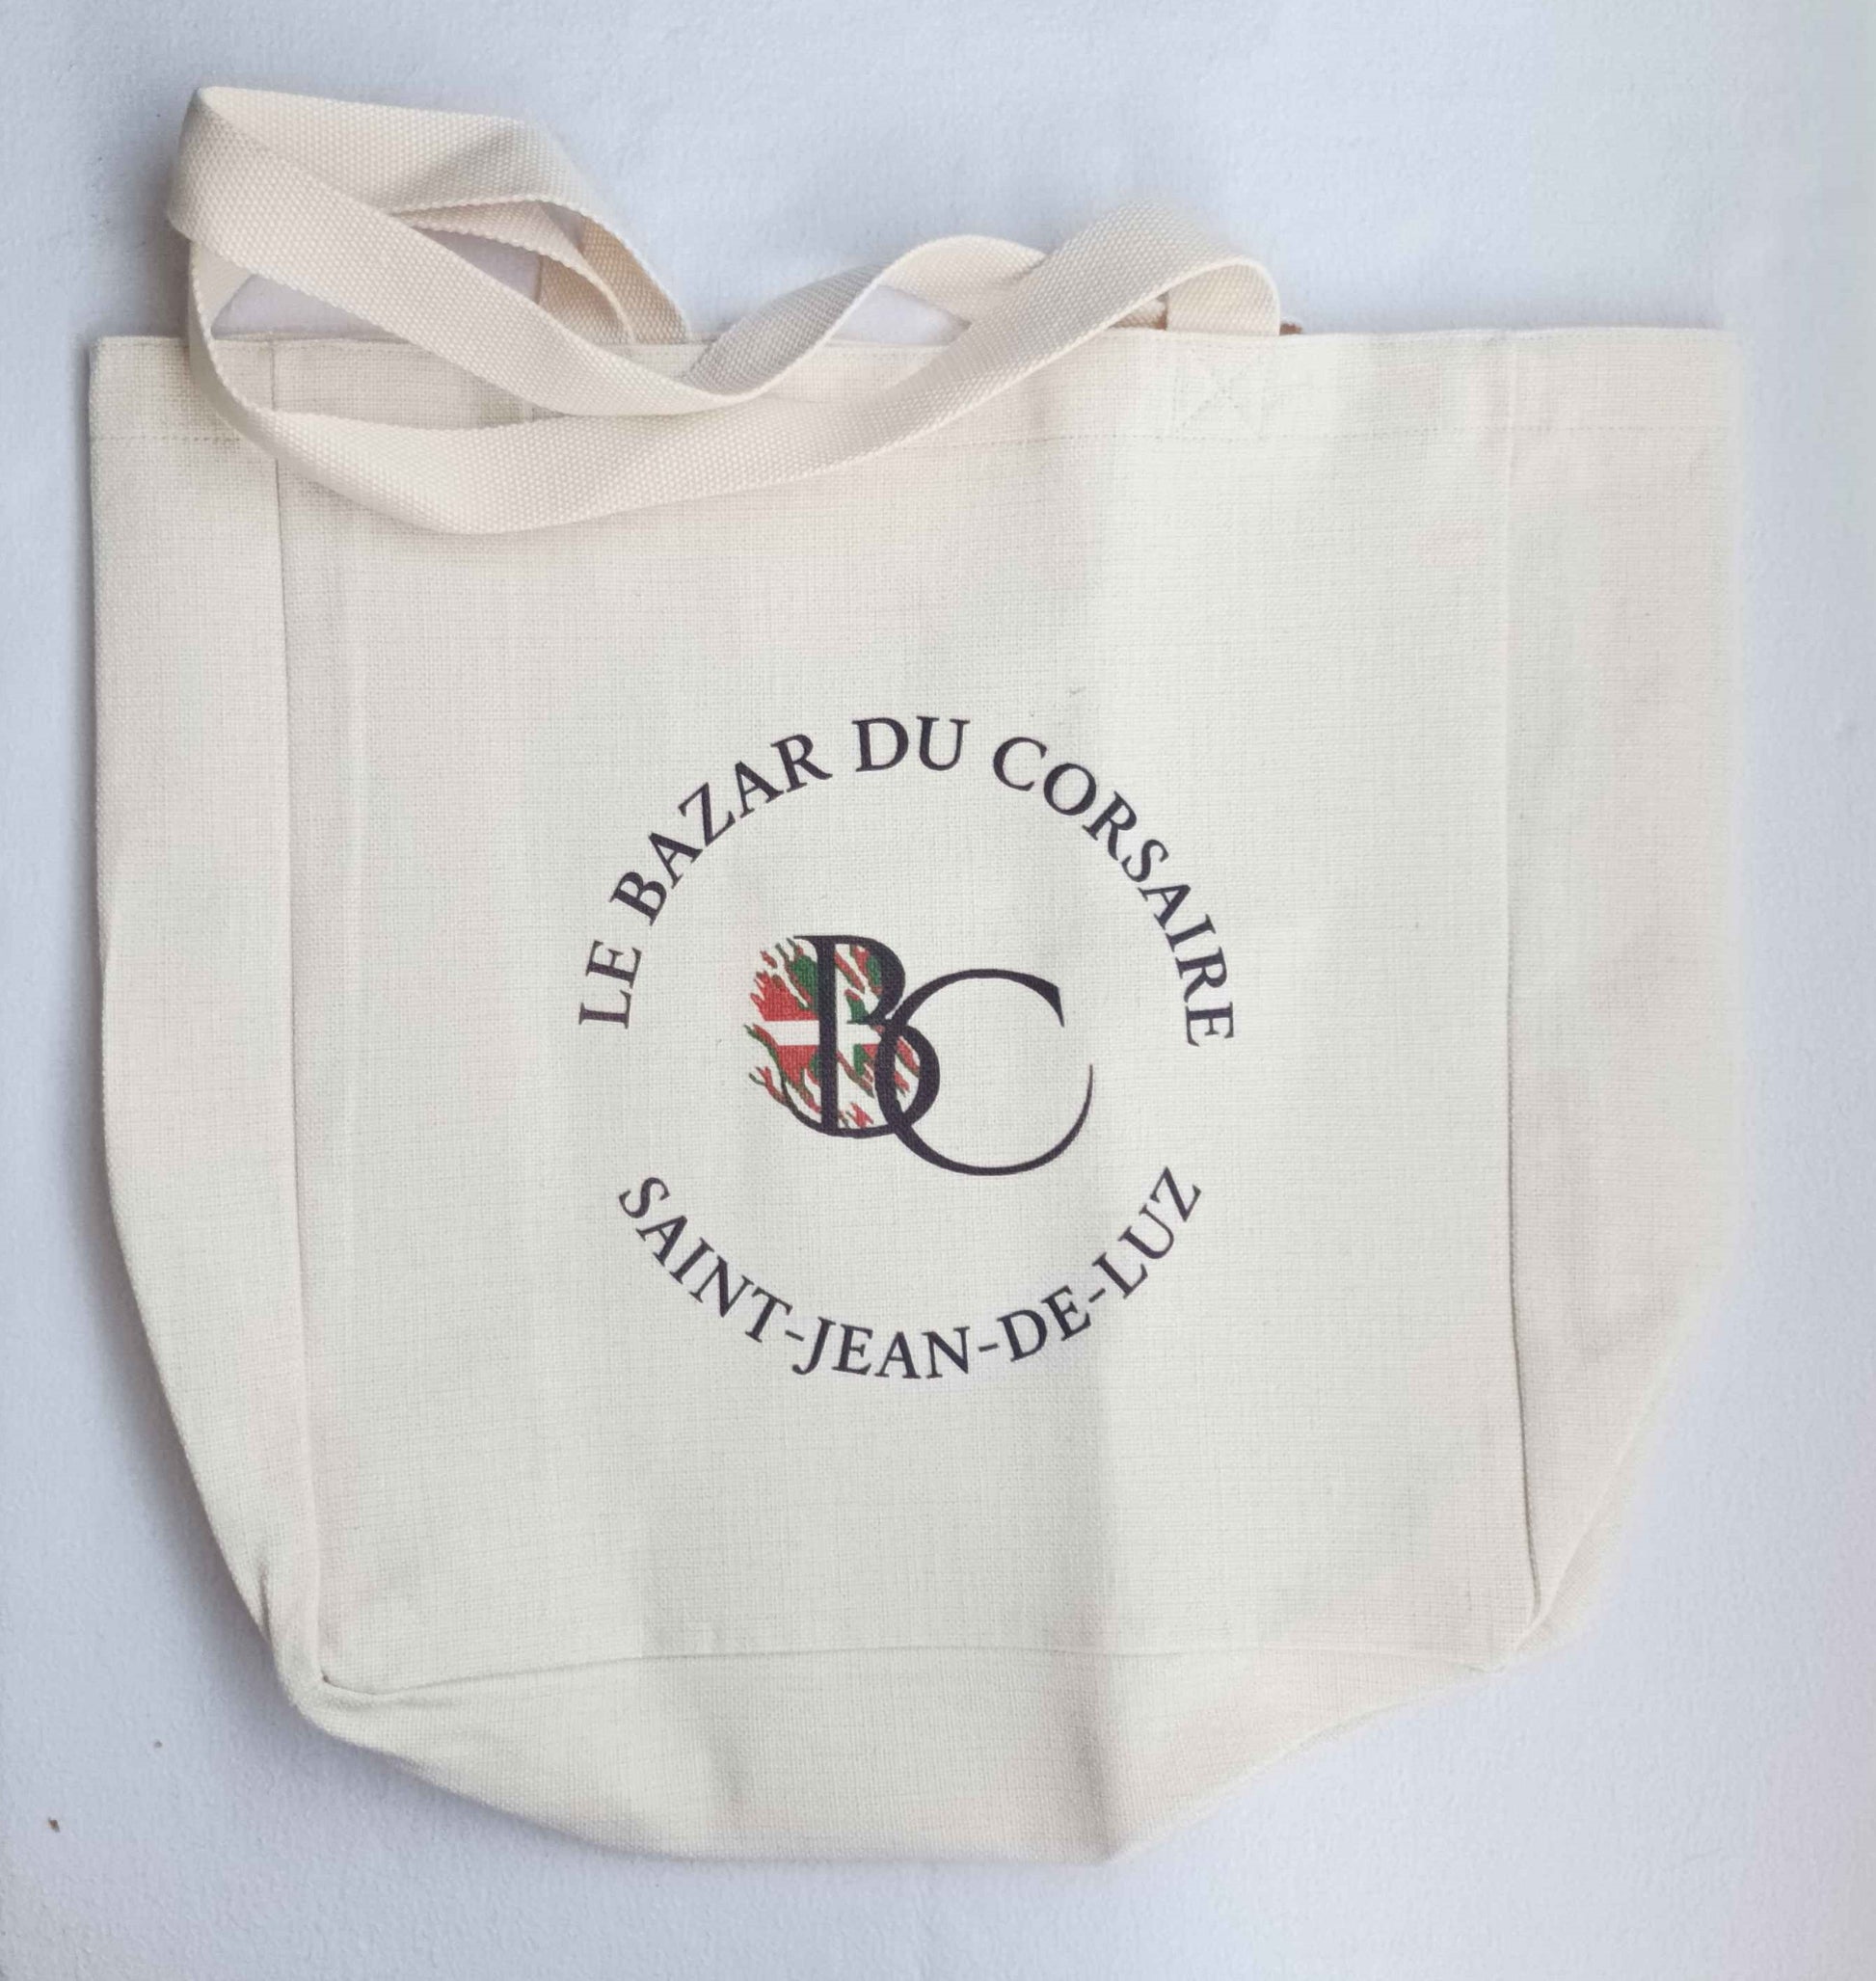 LE BAZAR DU CORSAIRE
BC
SAINT-JEAN-DE-LUZ